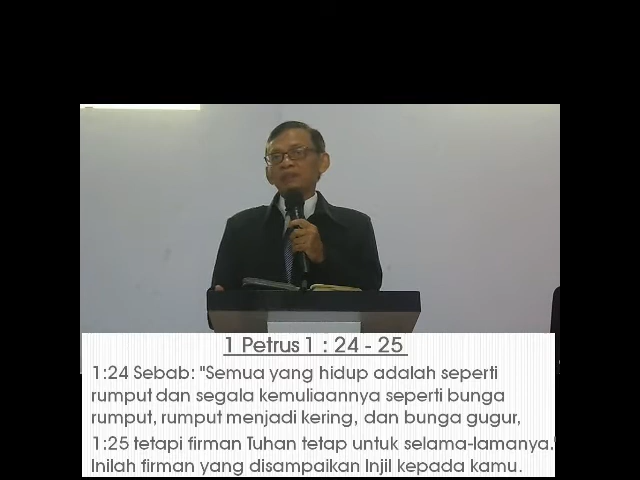 1 Petrus 1 : 24 - 25
1:24 Sebab: "Semua yang hidup adalah seperti
rumput dan segala kemuliaannya seperti bunga
rumput, rumput menjadi kering, dan bunga gugur,
1:25 tetapi firman Tuhan tetap untuk selama-lamanya."
Inilah firman yang disampaikan Injil kepada kamu.